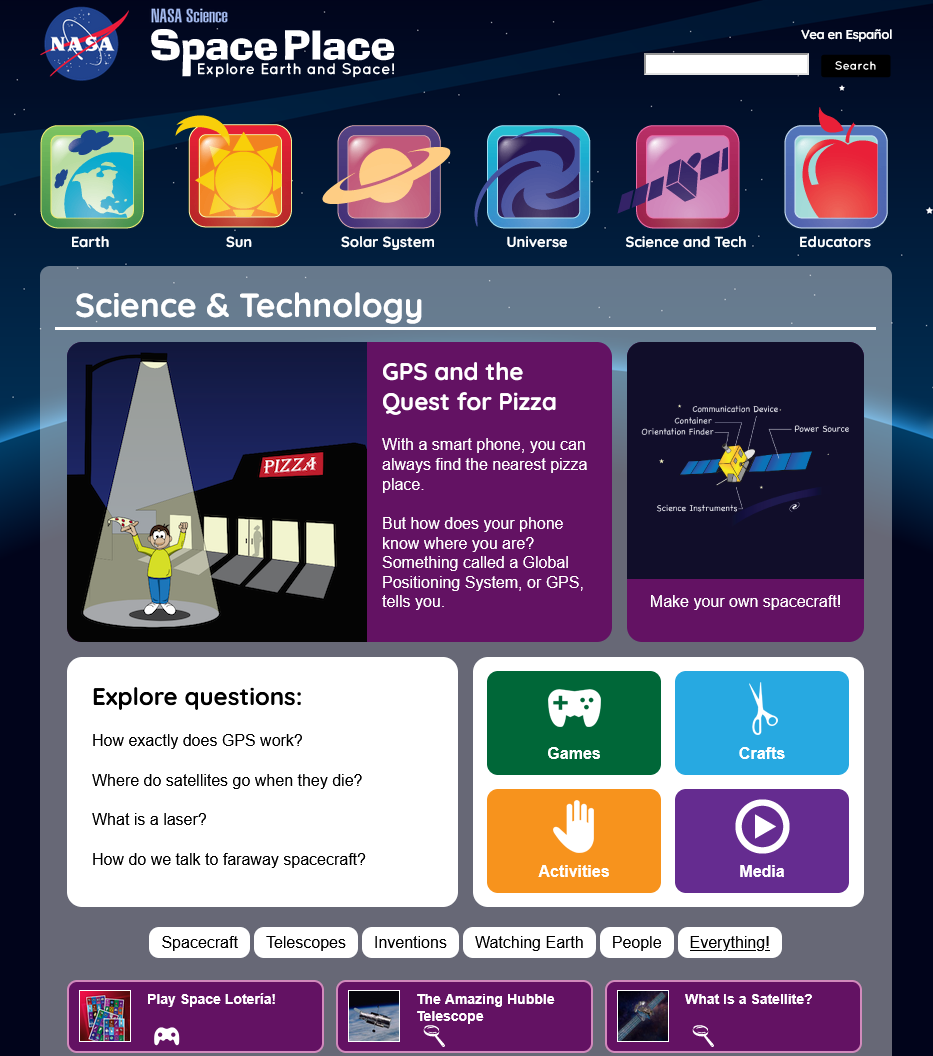 NASA
NASA Science
Space Place
Explore Earth and Space!
Vea en Español
Search
Earth
Sun
Solar System
Universe
Science and Tech
Educators
Science & Technology
PIZZA
GPS and the
Quest for Pizza
With a smart phone, you can
always find the nearest pizza
place.
But how does your phone
know where you are?
Something called a Global
Positioning System, or GPS,
tells you.
Communication Device
Container
Orientation Finder
Power Source
Science Instruments
Make your own spacecraft!
Explore questions:
How exactly does GPS work?
Where do satellites go when they die?
What is a laser?
How do we talk to faraway spacecraft?
Games
Crafts
Activities
Media
Spacecraft
Telescopes
Inventions
Watching Earth
People
Everything!
Play Space Lotería!
The Amazing Hubble
Telescope
What Is a Satellite?